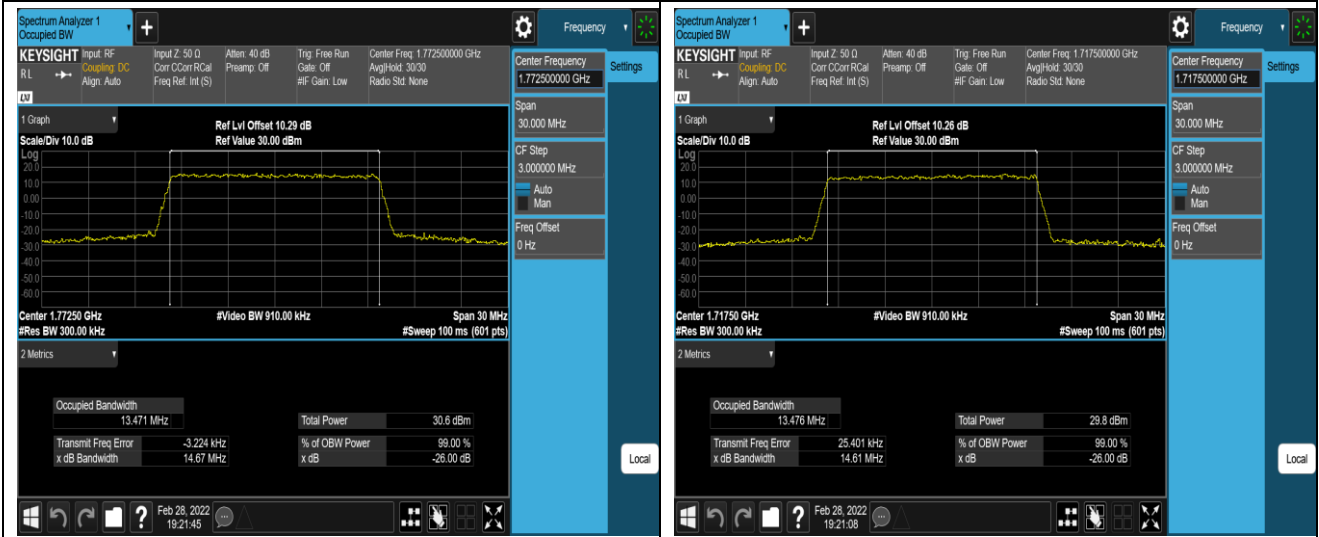 Spectrum Analyzer 1
Occupied BW
+
Frequency
KEYSIGHT Input: RF Input Z: 50 Ω Atten: 40 dB Trig: Free Run Center Freq: 1.772500000 GHz
RL Coupling: DC Corr CCorr RCal Preamp: Off Gate: Off Avg|Hold: 30/30
Align: Auto Freq Ref: Int (S) #IF Gain: Low Radio Std: None
LXI
Center Frequency
1.772500000 GHz
Settings
Span
30.000 MHz
CF Step
3.000000 MHz
Auto
Man
Freq Offset
0 Hz
Local
1 Graph
Ref Lvl Offset 10.29 dB
Scale/Div 10.0 dB Ref Value 30.00 dBm
Log
20.0
10.0
0.00
-10.0
-20.0
-30.0
-40.0
-50.0
-60.0
Center 1.77250 GHz #Video BW 910.00 kHz Span 30 MHz
#Res BW 300.00 kHz #Sweep 100 ms (601 pts)
2 Metrics
Occupied Bandwidth
13.471 MHz Total Power 30.6 dBm
Transmit Freq Error -3.224 kHz % of OBW Power 99.00 %
x dB Bandwidth 14.67 MHz x dB -26.00 dB
? Feb 28, 2022
19:21:45
Spectrum Analyzer 1
Occupied BW
+
Frequency
KEYSIGHT Input: RF Input Z: 50 Ω Atten: 40 dB Trig: Free Run Center Freq: 1.717500000 GHz
RL Coupling: DC Corr CCorr RCal Preamp: Off Gate: Off Avg|Hold: 30/30
Align: Auto Freq Ref: Int (S) #IF Gain: Low Radio Std: None
LXI
Center Frequency
1.717500000 GHz
Settings
Span
30.000 MHz
CF Step
3.000000 MHz
Auto
Man
Freq Offset
0 Hz
Local
1 Graph
Ref Lvl Offset 10.26 dB
Scale/Div 10.0 dB Ref Value 30.00 dBm
Log
20.0
10.0
0.00
-10.0
-20.0
-30.0
-40.0
-50.0
-60.0
Center 1.71750 GHz #Video BW 910.00 kHz Span 30 MHz
#Res BW 300.00 kHz #Sweep 100 ms (601 pts)
2 Metrics
Occupied Bandwidth
13.476 MHz Total Power 29.8 dBm
Transmit Freq Error 25.401 kHz % of OBW Power 99.00 %
x dB Bandwidth 14.61 MHz x dB -26.00 dB
? Feb 28, 2022
19:21:08